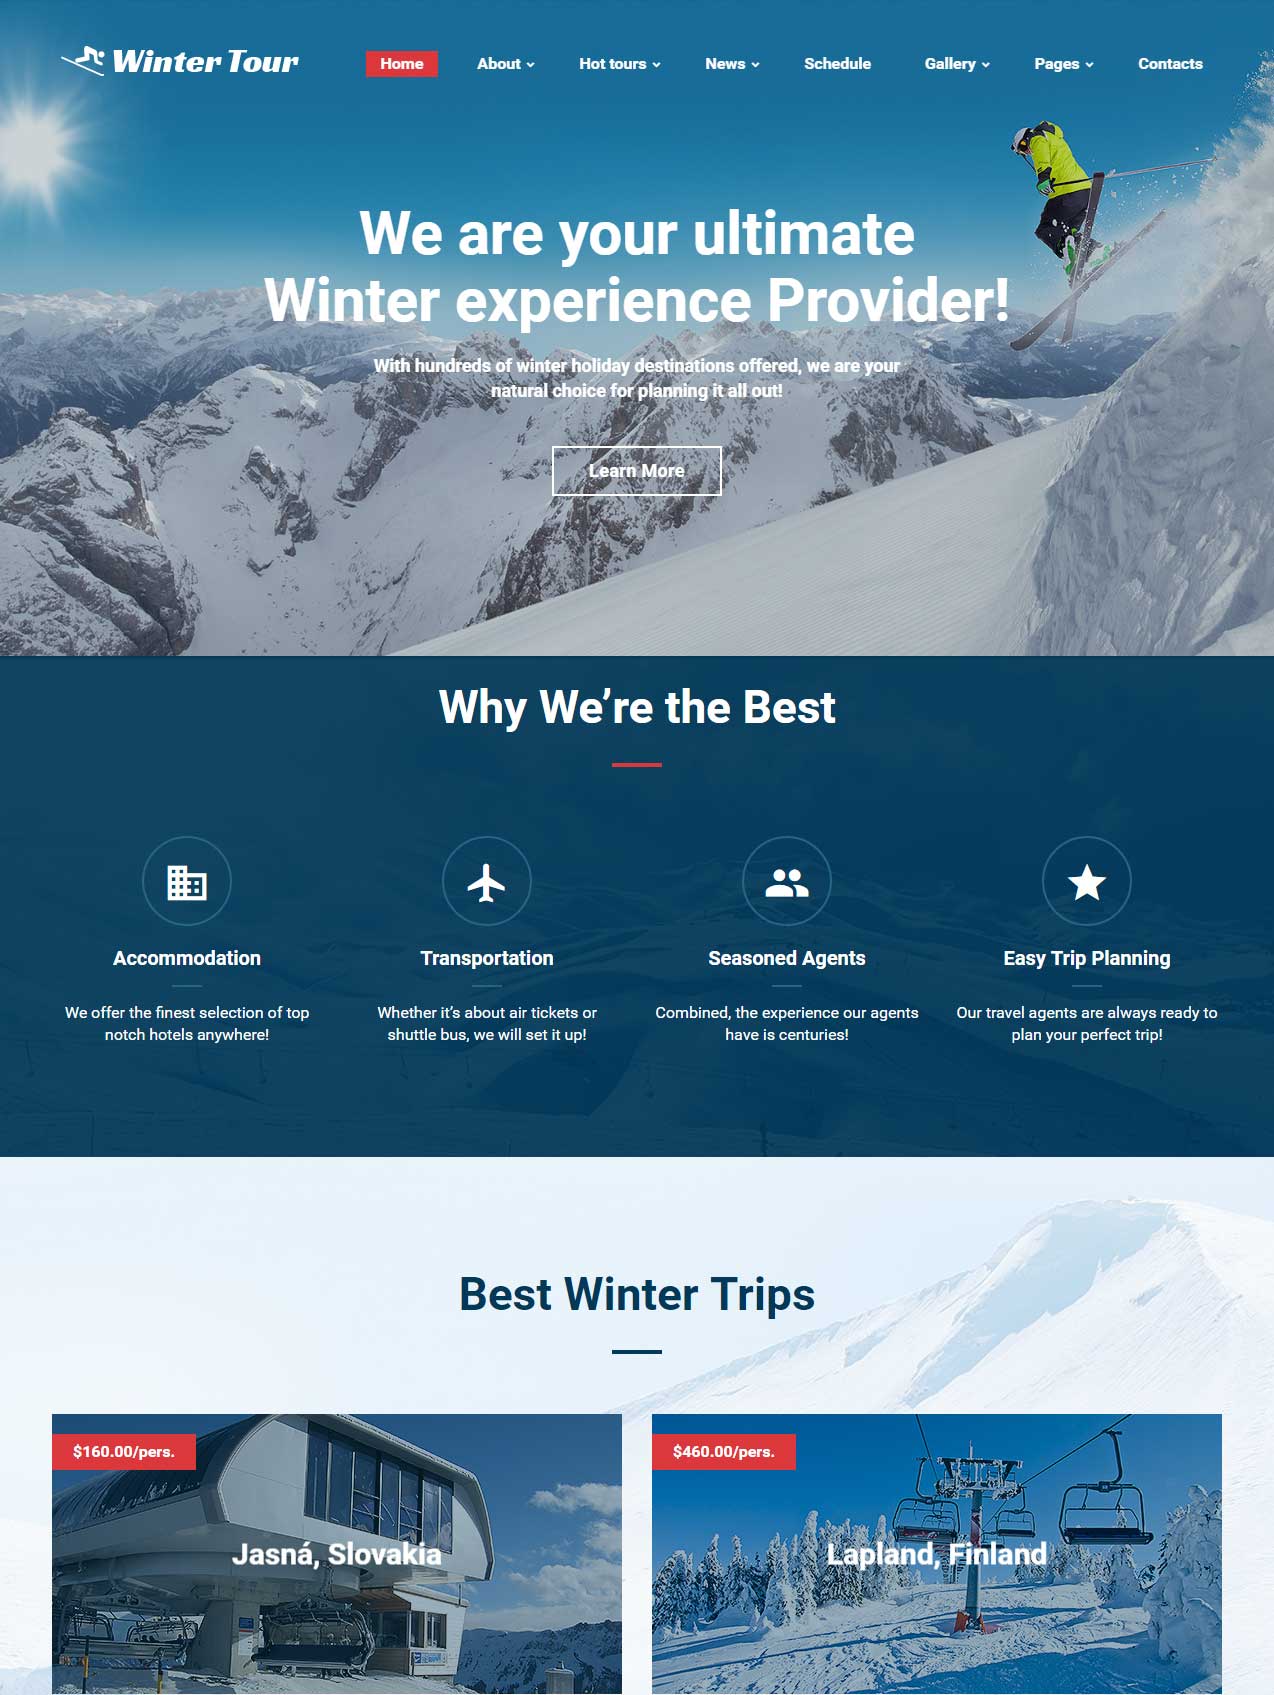 Winter Tour
Home About Hot tours News Schedule Gallery Pages Contacts
We are your ultimate
Winter experience Provider!
With hundreds of winter holiday destinations offered, we are your
natural choice for planning it all out!
Learn More
Why We’re the Best
Accommodation
We offer the finest selection of top
notch hotels anywhere!
Transportation
Whether it’s about air tickets or
shuttle bus, we will set it up!
Seasoned Agents
Combined, the experience our agents
have is centuries!
Easy Trip Planning
Our travel agents are always ready to
plan your perfect trip!
Best Winter Trips
$160.00/pers.
Jasná, Slovakia
$460.00/pers.
Lapland, Finland